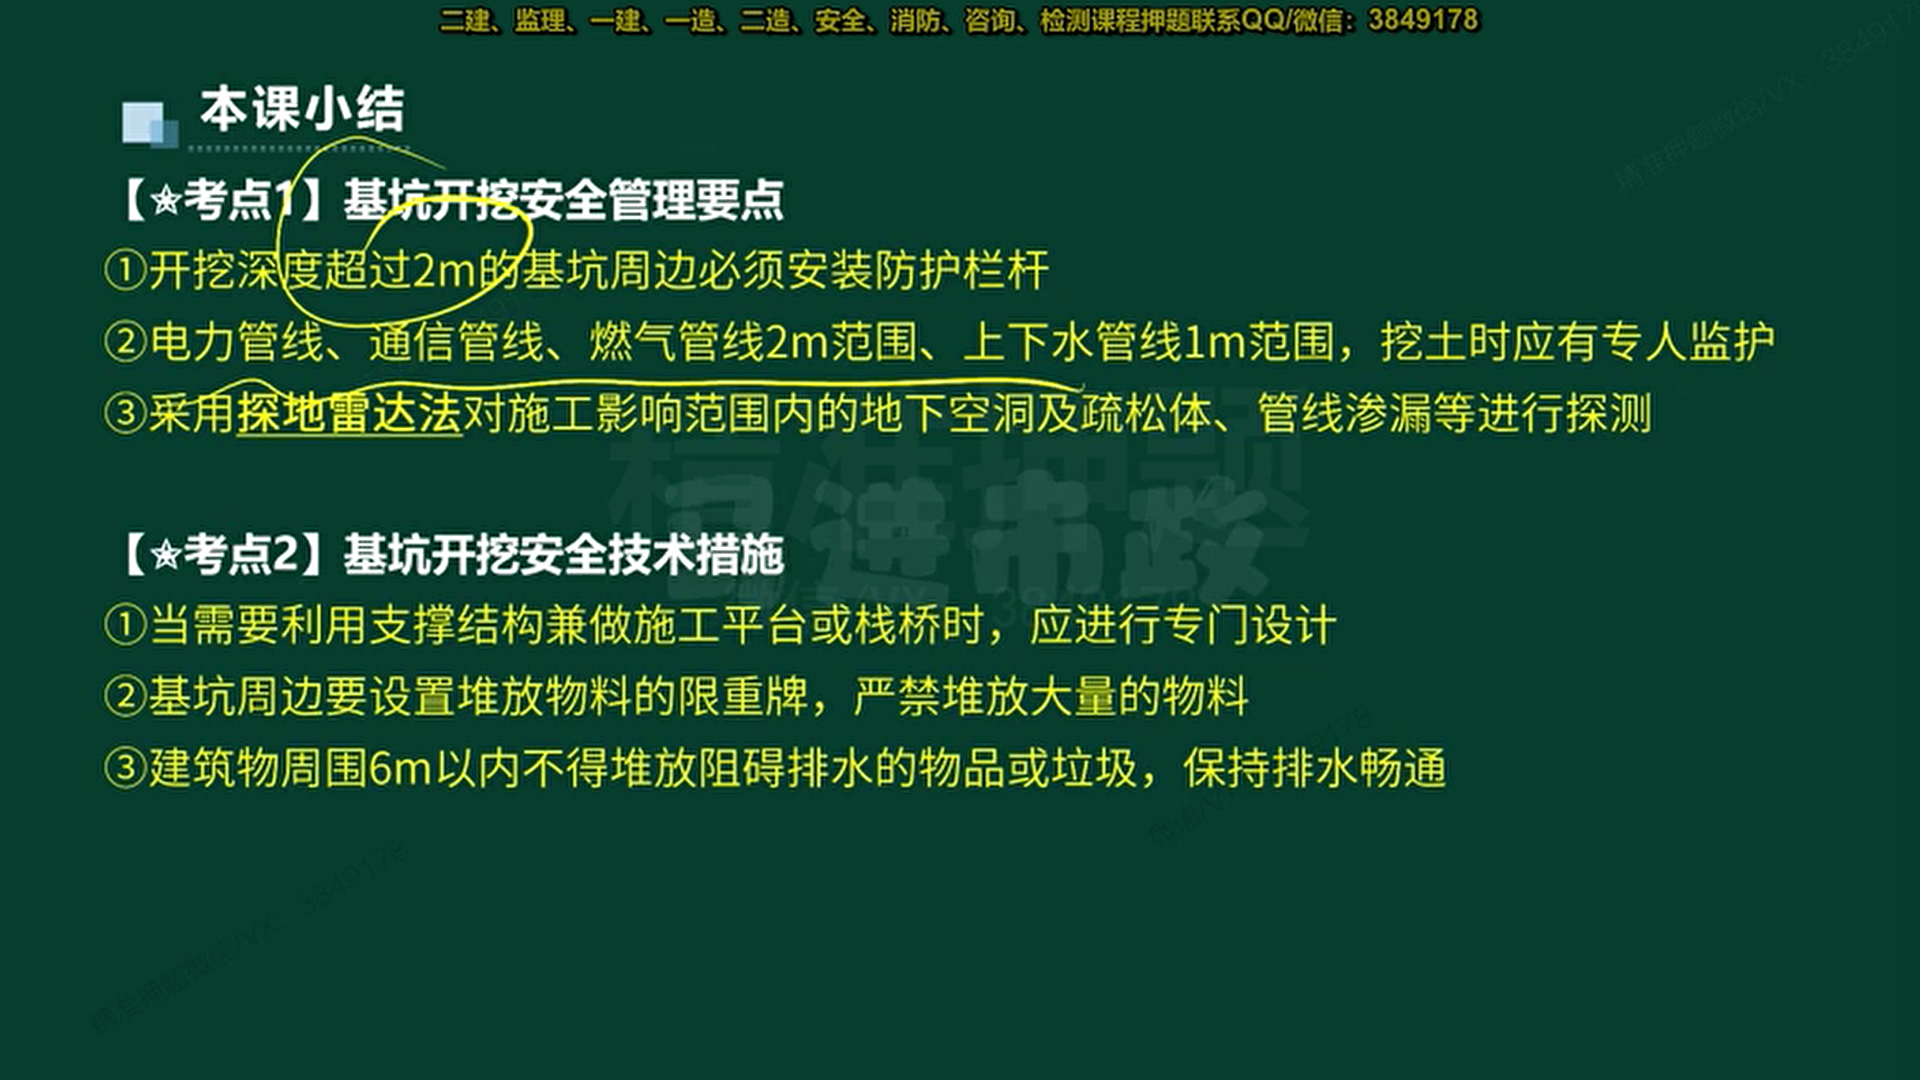 二建、监理、一建、一造、二造、安全、消防、咨询、检测课程押题联系QQ/微信：3849178
本课小结
【☆考点1】基坑开挖安全管理要点
①开挖深度超过2m的基坑周边必须安装防护栏杆
②电力管线、通信管线、燃气管线2m范围、上下水管线1m范围，挖土时应有专人监护
③采用探地雷达法对施工影响范围内的地下空洞及疏松体、管线渗漏等进行探测
精准押题
【☆考点2】基坑开挖安全技术措施
①当需要利用支撑结构兼做施工平台或栈桥时，应进行专门设计
②基坑周边要设置堆放物料的限重牌，严禁堆放大量的物料
③建筑物周围6m以内不得堆放阻碍排水的物品或垃圾，保持排水畅通
精准押题微信/VX：3849178